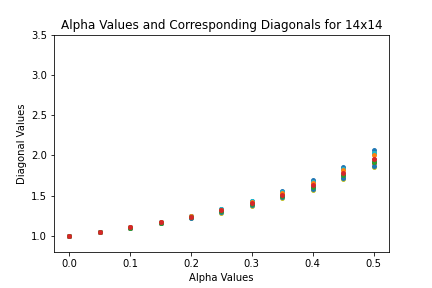 Alpha Values and Corresponding Diagonals for 14x14
3.5
3.0
2.5
2.0
1.5
1.0
Diagonal Values
0.0 0.1 0.2 0.3 0.4 0.5
Alpha Values